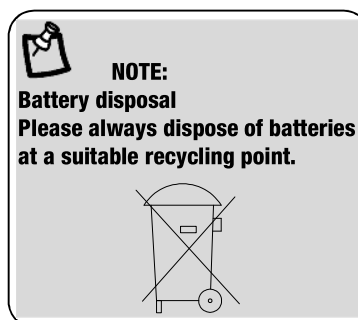 NOTE:
Battery disposal
Please always dispose of batteries
at a suitable recycling point.